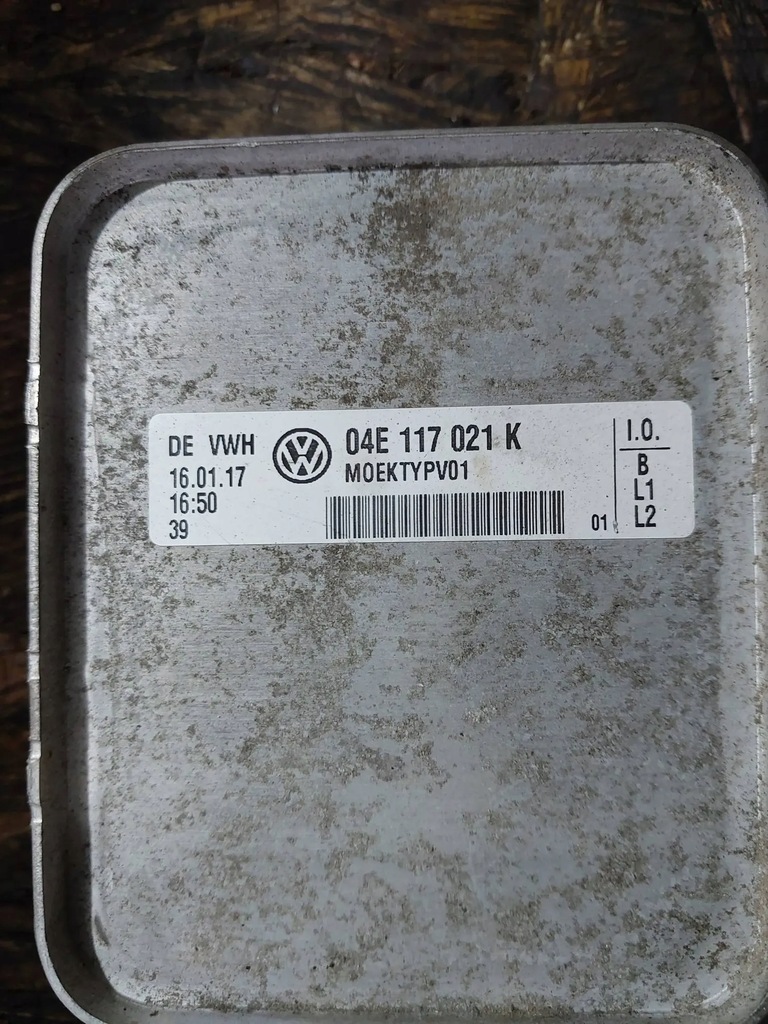 DE VWH
16.01.17
16:50
39
04E 117 021 K
MOEKTYPV01
01
I.O.
B
L1
L2